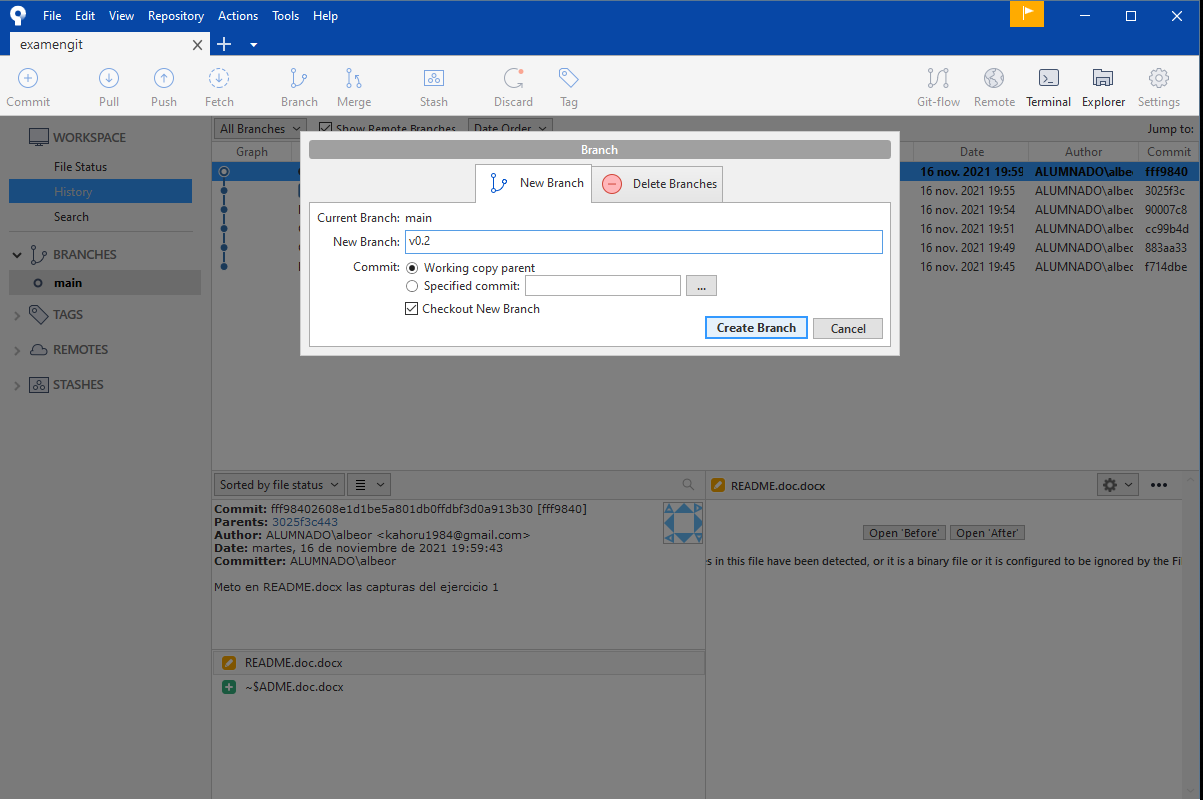 File Edit View Repository Actions Tools Help
examengit
Commit Pull Push Fetch Branch Merge Stash Discard Tag Git-flow Remote Terminal Explorer Settings
WORKSPACE
File Status
History
Search
BRANCHES
main
TAGS
REMOTES
STASHES
All Branches Show Remote Branches Date Order Jump to:
Graph Date Author Commit
16 nov. 2021 19:59 ALUMNADO\albeo fff9840
16 nov. 2021 19:55 ALUMNADO\albeo 3025f3c
16 nov. 2021 19:54 ALUMNADO\albeo 90007c8
16 nov. 2021 19:51 ALUMNADO\albeo cc99b4d
16 nov. 2021 19:49 ALUMNADO\albeo 883aa33
16 nov. 2021 19:45 ALUMNADO\albeo f714dbe
Branch
New Branch Delete Branches
Current Branch: main
New Branch: v0.2
Commit: Working copy parent
Specified commit: ...
Checkout New Branch
Create Branch Cancel
Sorted by file status
Commit: fff98402608e1d1be5a801db0ffdbf3d0a913b30 [fff9840]
Parents: 3025f3c443
Author: ALUMNADO\albeor <kahoru1984@gmail.com>
Date: martes, 16 de noviembre de 2021 19:59:43
Committer: ALUMNADO\albeor
Meto en README.docx las capturas del ejercicio 1
README.doc.docx
~$ADME.doc.docx
README.doc.docx
Open 'Before' Open 'After'
s in this file have been detected, or it is a binary file or it is configured to be ignored by the Fi